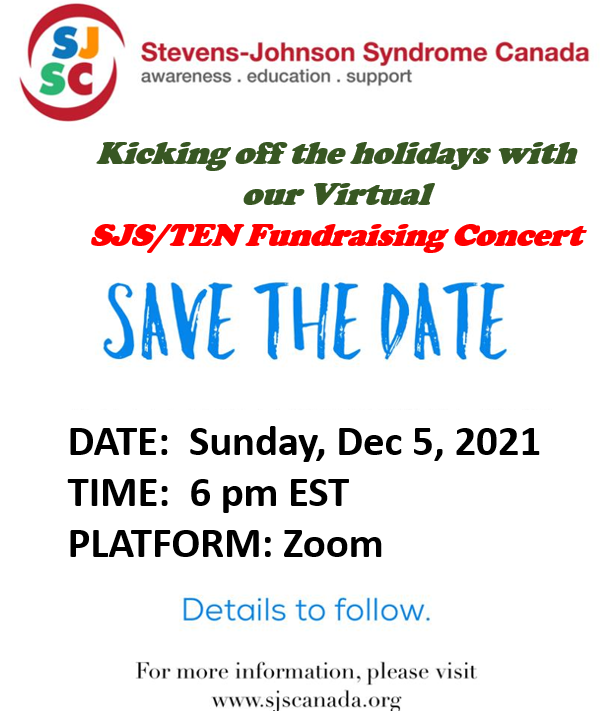 SJ
SC
Stevens-Johnson Syndrome Canada
awareness . education . support
Kicking off the holidays with
our Virtual
SJS/TEN Fundraising Concert
SAVE THE DATE
DATE:  Sunday, Dec 5, 2021
TIME:  6 pm EST
PLATFORM: Zoom
Details to follow.
For more information, please visit
www.sjscanada.org